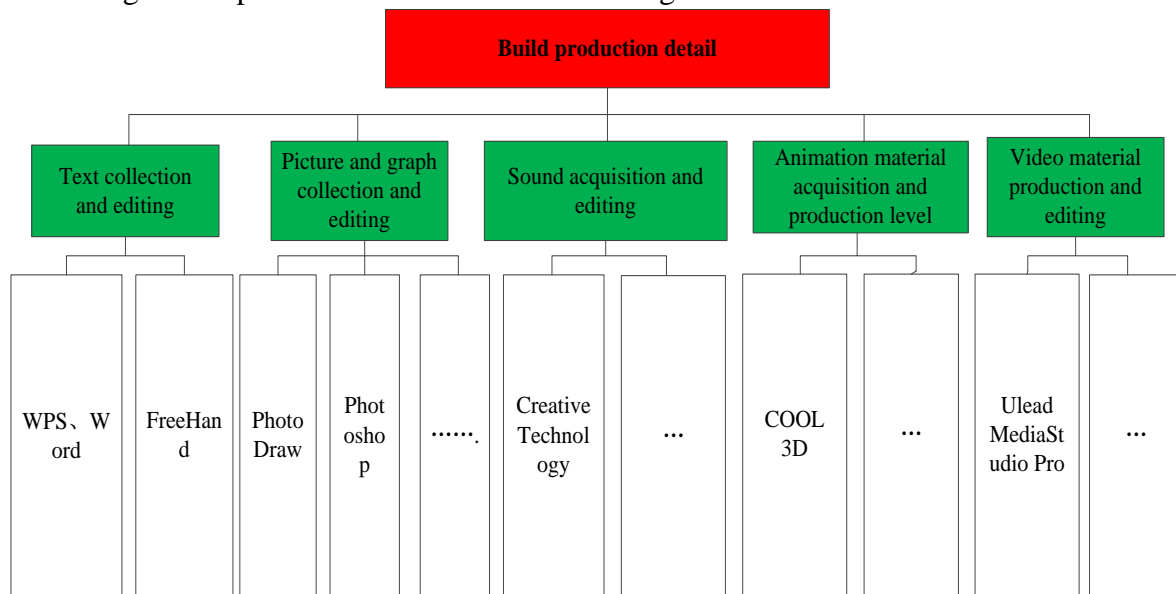 Build production detail
Text collection
and editing
Picture and graph
collection and
editing
Sound acquisition and
editing
Animation material
acquisition and
production level
Video material
production and
editing
WPS、W
ord
FreeHan
d
Photo
Draw
Phot
osho
p
…….
Creative
Technol
ogy
…
COOL
3D
…
Ulead
MediaSt
udio Pro
…